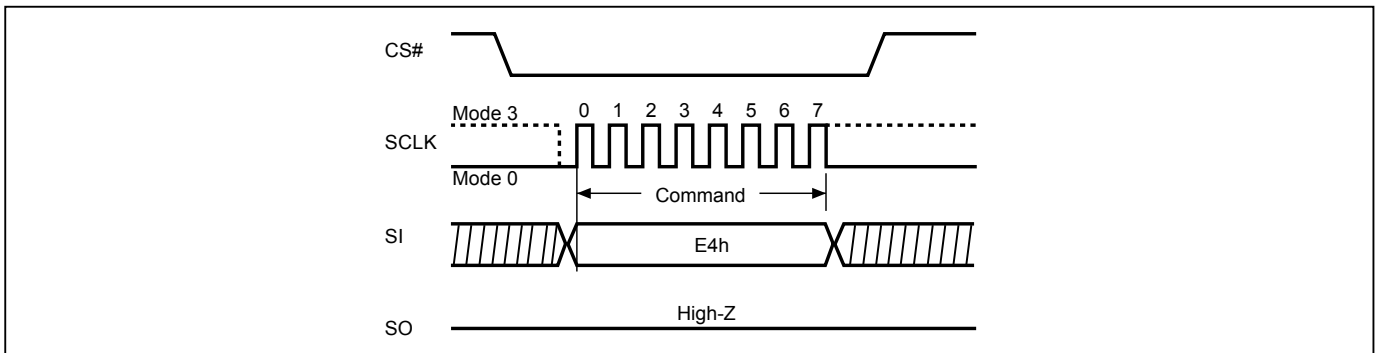 CS#
Mode 3
0 1 2 3 4 5 6 7
SCLK
Mode 0
Command
SI
E4h
High-Z
SO